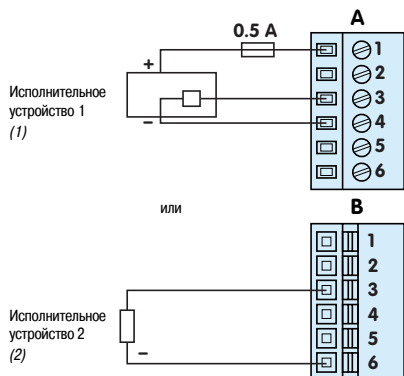 A
0.5 A
1
+
2
Исполнительное
устройство 1
(1)
3
–
4
5
6
или
B
1
2
3
4
Исполнительное
устройство 2
(2)
5
–
6